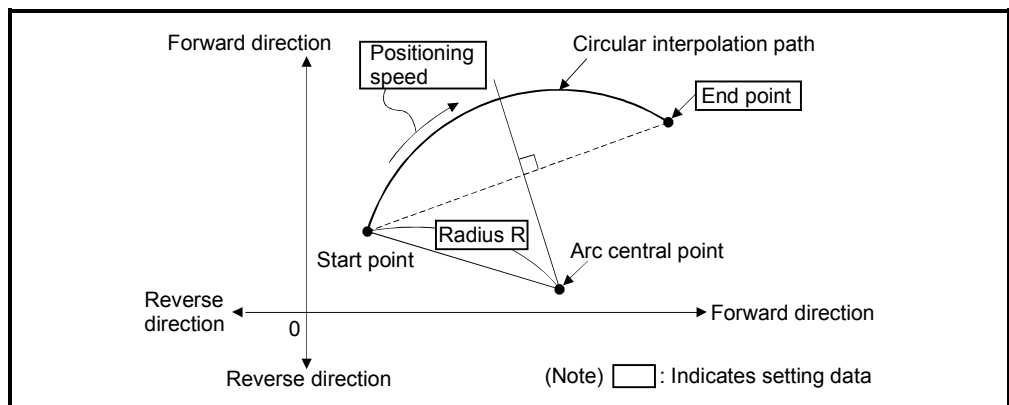 Forward direction
Positioning
speed
Circular interpolation path
End point
Radius R
Start point
Arc central point
Reverse
direction
0
Forward direction
Reverse direction
(Note) : Indicates setting data